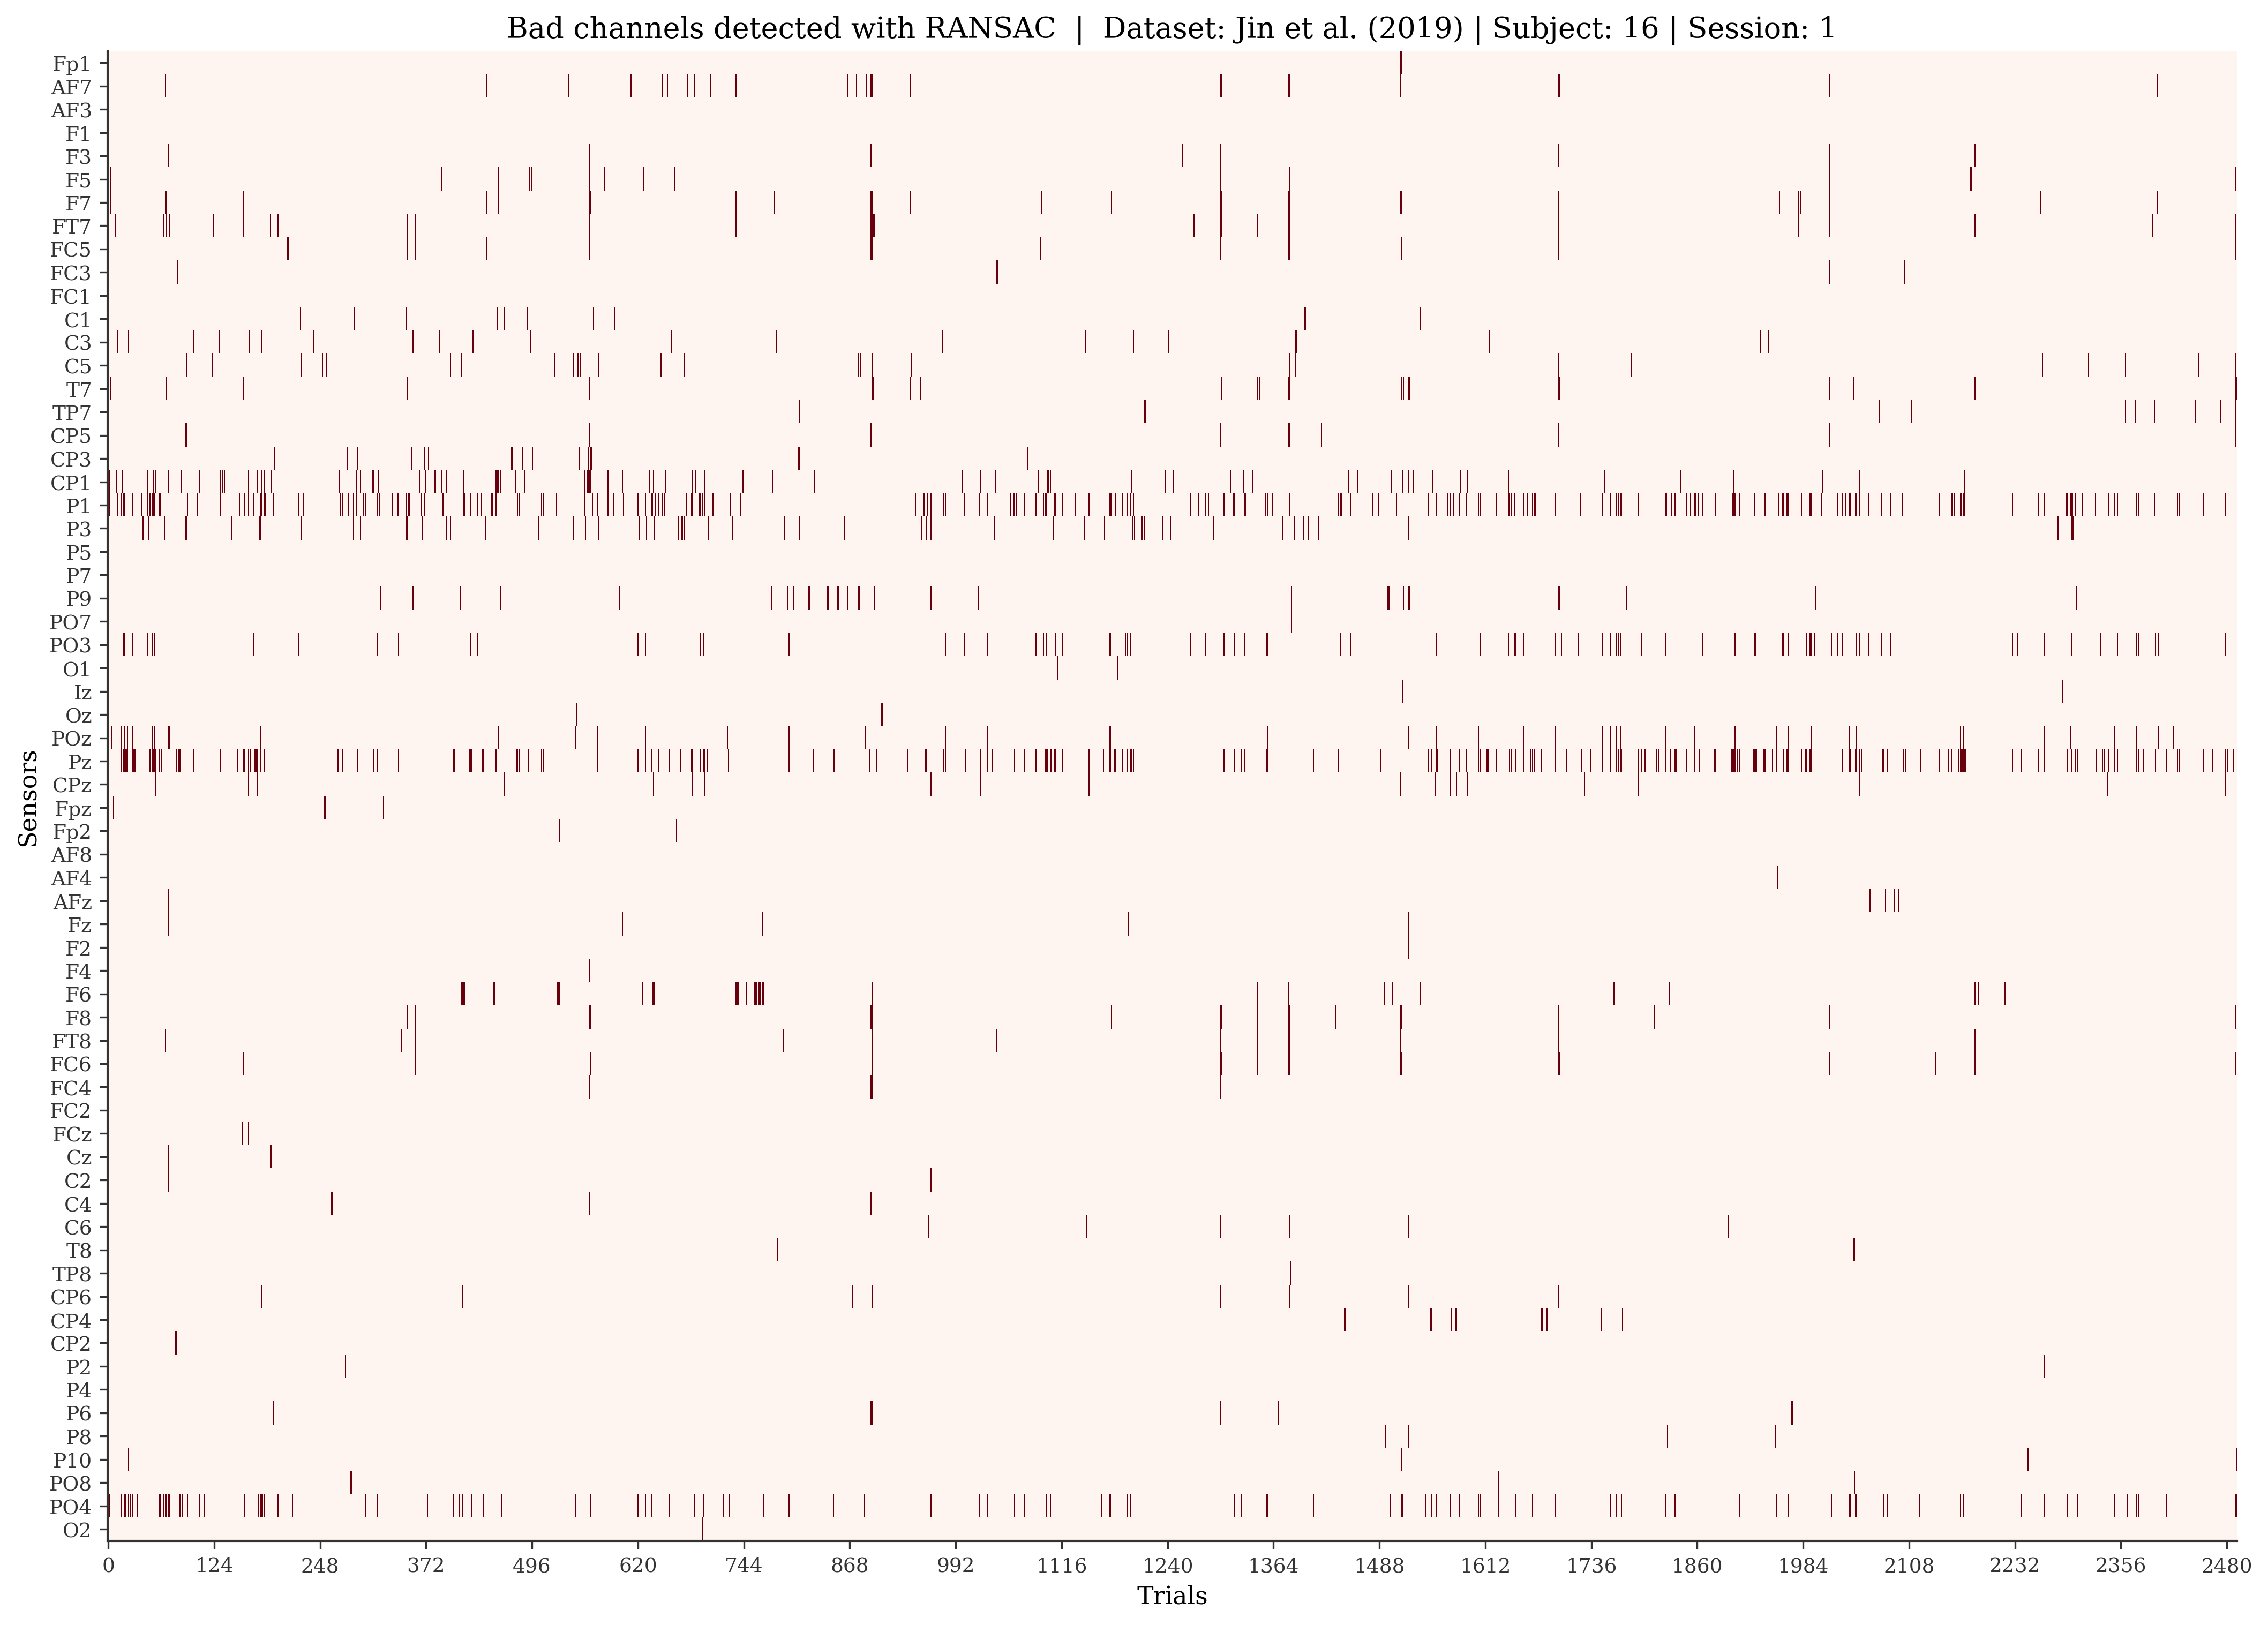 Bad channels detected with RANSAC | Dataset: Jin et al. (2019) | Subject: 16 | Session: 1
Sensors
Fp1
AF7
AF3
F1
F3
F5
F7
FT7
FC5
FC3
FC1
C1
C3
C5
T7
TP7
CP5
CP3
CP1
P1
P3
P5
P7
P9
PO7
PO3
O1
Iz
Oz
POz
Pz
CPz
Fpz
Fp2
AF8
AF4
AFz
Fz
F2
F4
F6
F8
FT8
FC6
FC4
FC2
FCz
Cz
C2
C4
C6
T8
TP8
CP6
CP4
CP2
P2
P4
P6
P8
P10
PO8
PO4
O2
0 124 248 372 496 620 744 868 992 1116 1240 1364 1488 1612 1736 1860 1984 2108 2232 2356 2480
Trials